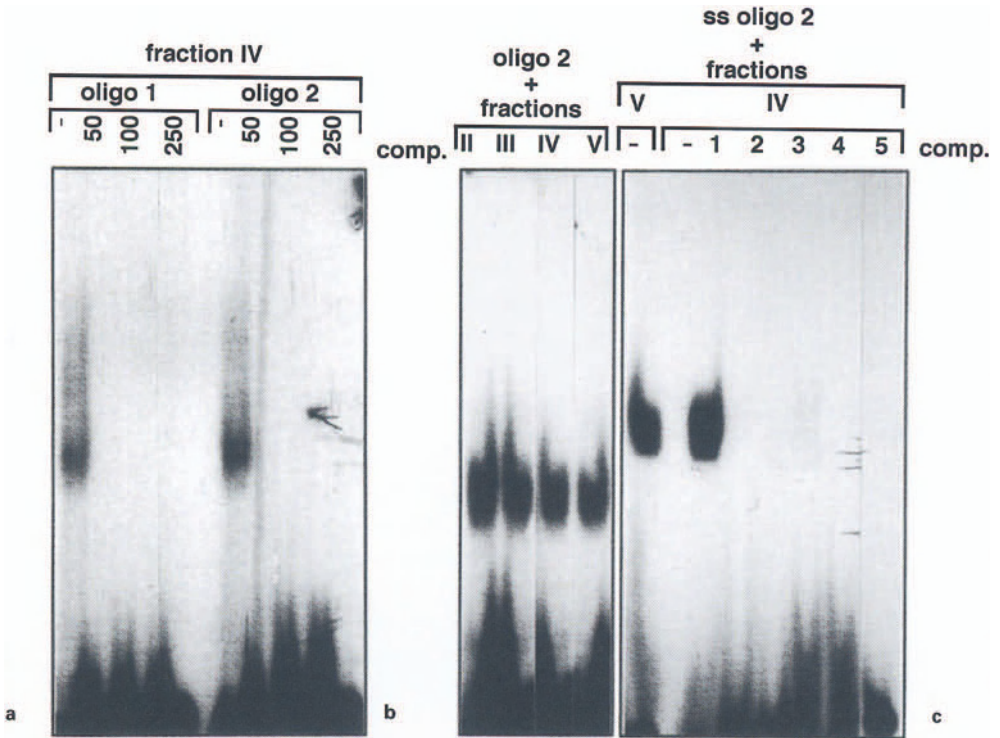 fraction IV
oligo 1 oligo 2
- 50 100 250 - 50 100 250 comp.
a
oligo 2
+
fractions
II III IV V
b
ss oligo 2
+
fractions
V IV
- - 1 2 3 4 5 comp.
c